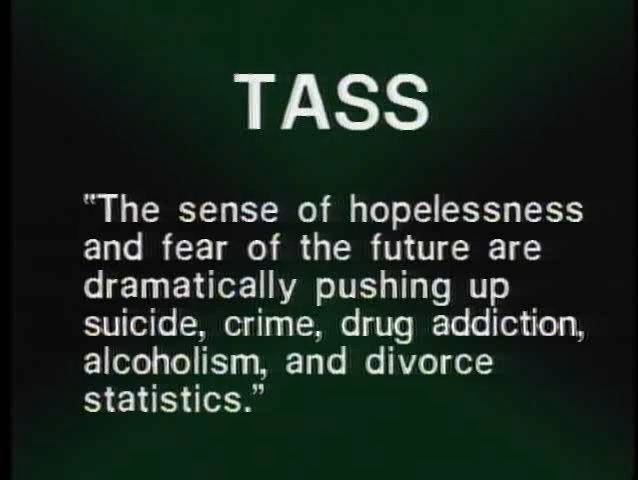 TASS
"The sense of hopelessness
and fear of the future are
dramatically pushing up
suicide, crime, drug addiction,
alcoholism, and divorce
statistics."